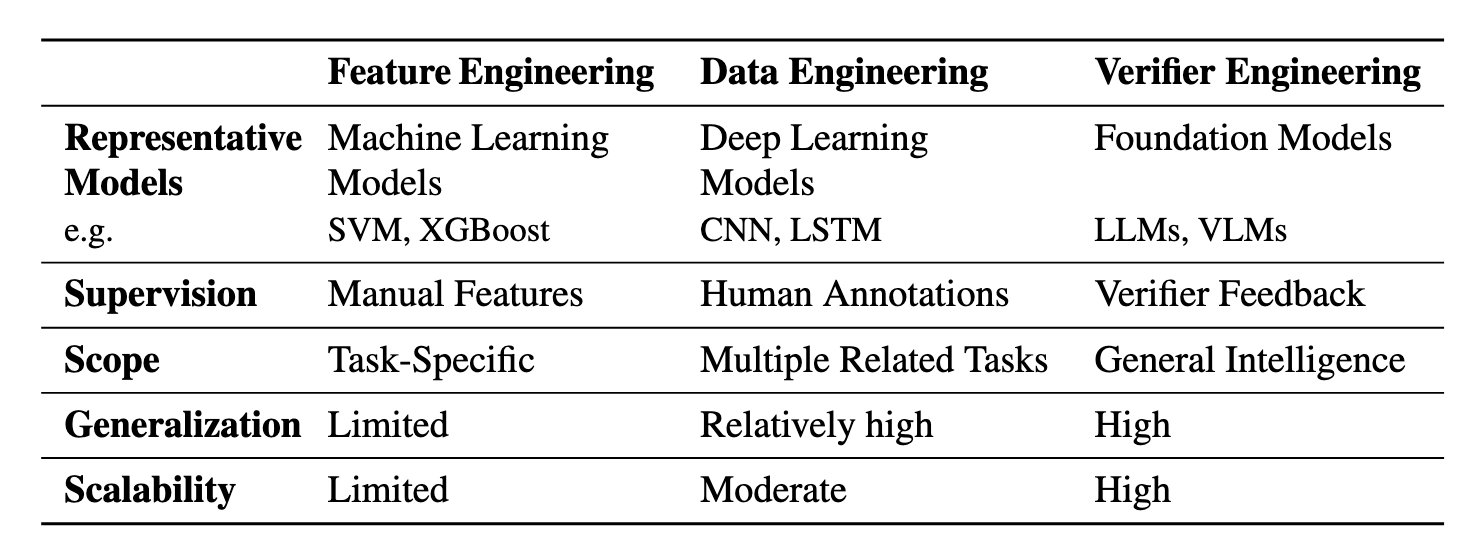 Feature Engineering Data Engineering Verifier Engineering
Representative Models Machine Learning Models Deep Learning Models Foundation Models
e.g. SVM, XGBoost CNN, LSTM LLMs, VLMs
Supervision Manual Features Human Annotations Verifier Feedback
Scope Task-Specific Multiple Related Tasks General Intelligence
Generalization Limited Relatively high High
Scalability Limited Moderate High